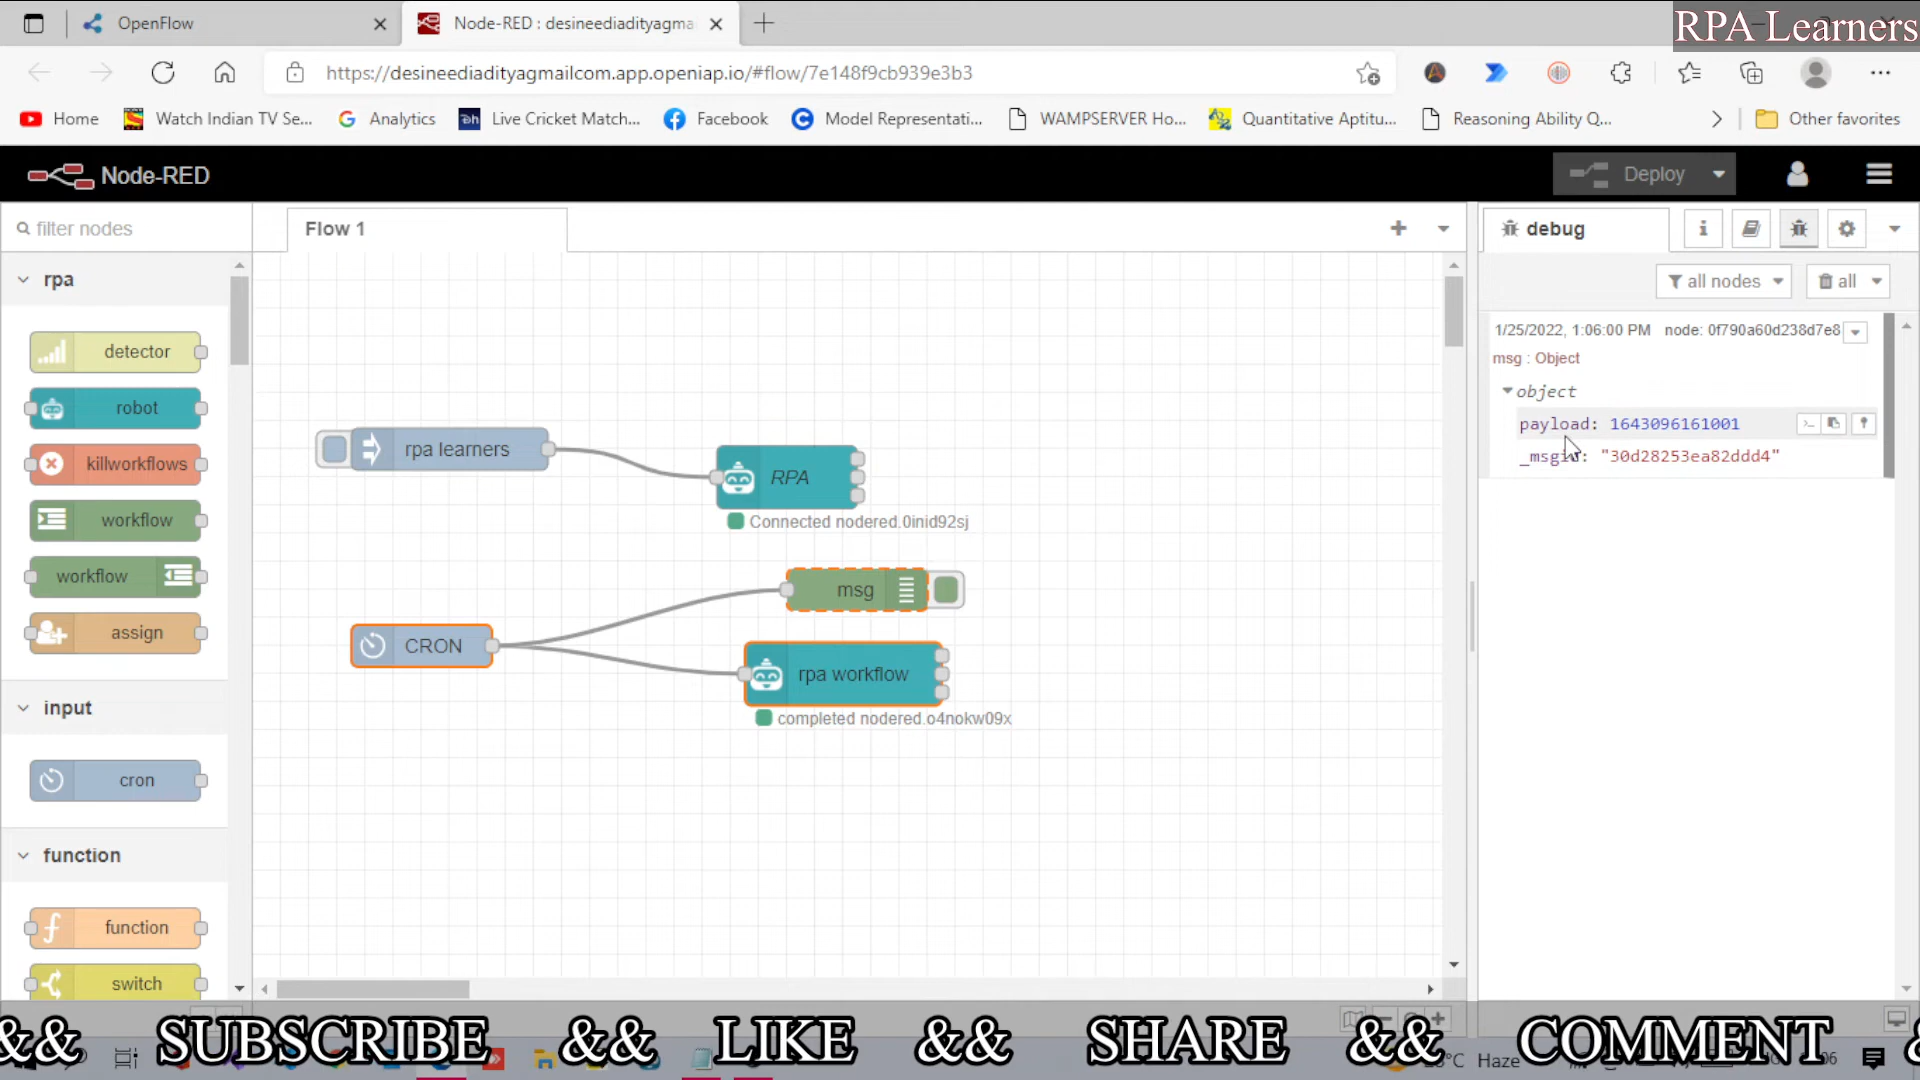 OpenFlow
Node-RED : desineediadityagma
RPA Learners
https://desineediadityagmailcom.app.openiap.io/#flow/7e148f9cb939e3b3
Home
Watch Indian TV Se...
Analytics
Live Cricket Match...
Facebook
Model Representati...
WAMPSERVER Ho...
Quantitative Aptitu...
Reasoning Ability Q...
Other favorites
Node-RED
Deploy
filter nodes
Flow 1
debug
rpa
all nodes
all
detector
robot
killworkflows
workflow
workflow
assign
input
cron
function
function
switch
rpa learners
RPA
Connected nodered.0inid92sj
msg
CRON
rpa workflow
completed nodered.o4nokw09x
1/25/2022, 1:06:00 PM node: 0f790a60d238d7e8
msg : Object
object
payload: 1643096161001
_msgid: "30d28253ea82ddd4"
&& SUBSCRIBE && LIKE && SHARE && COMMENT
Haze